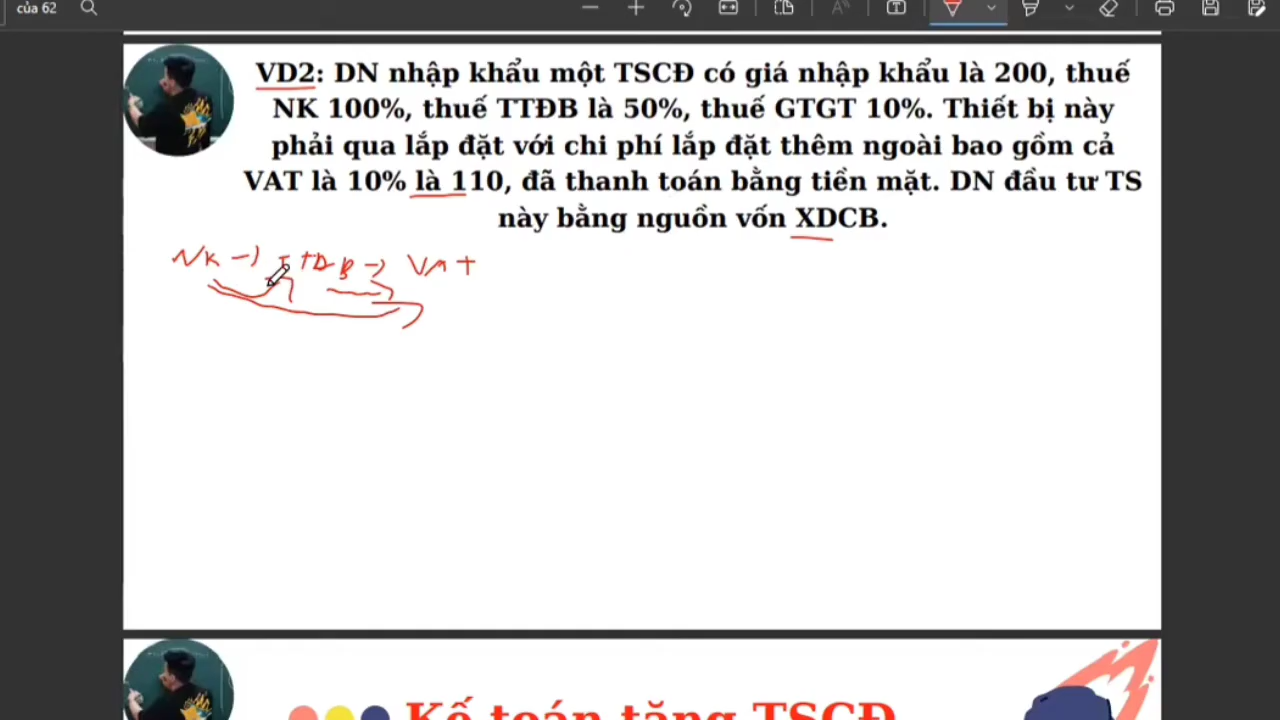 của 62
VD2: DN nhập khẩu một TSCĐ có giá nhập khẩu là 200, thuế
NK 100%, thuế TTĐB là 50%, thuế GTGT 10%. Thiết bị này
phải qua lắp đặt với chi phí lắp đặt thêm ngoài bao gồm cả
VAT là 10% là 110, đã thanh toán bằng tiền mặt. DN đầu tư TS
này bằng nguồn vốn XDCB.
NK → TTDB → VAT
Kế toán tăng TSCĐ